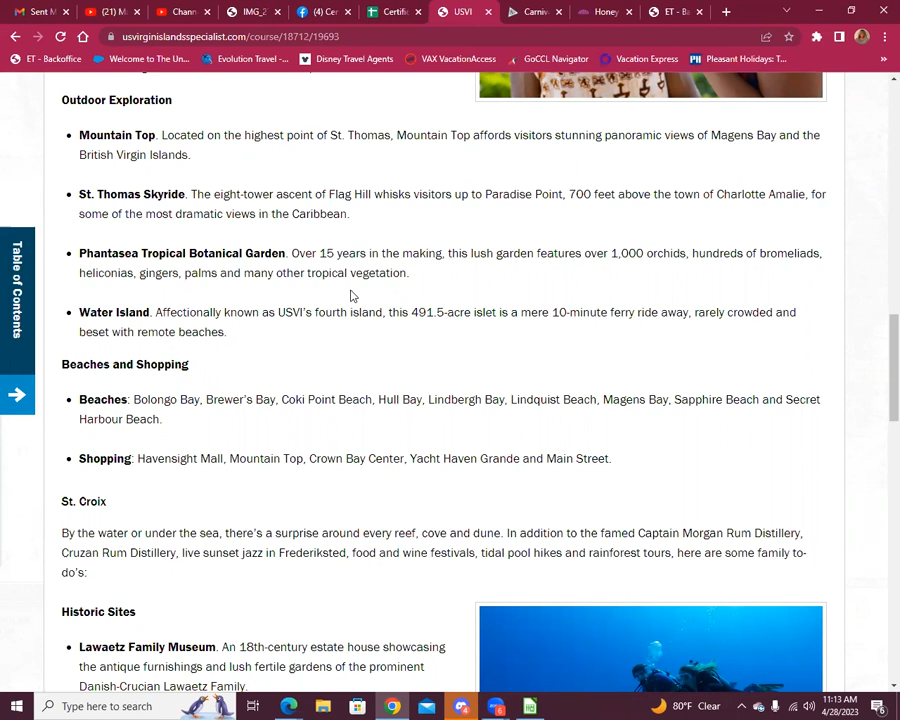 Sent M
(21) M
Chann
IMG_2
(4) Cer
Certific
USVI
Carniv
Honey
ET - Ba
usvirginislandsspecialist.com/course/18712/19693
ET - Backoffice
Welcome to The Un...
Evolution Travel -...
Disney Travel Agents
VAX VacationAccess
GoCCL Navigator
Vacation Express
Pleasant Holidays: T...
Outdoor Exploration
Mountain Top. Located on the highest point of St. Thomas, Mountain Top affords visitors stunning panoramic views of Magens Bay and the
British Virgin Islands.
St. Thomas Skyride. The eight-tower ascent of Flag Hill whisks visitors up to Paradise Point, 700 feet above the town of Charlotte Amalie, for
some of the most dramatic views in the Caribbean.
Phantasea Tropical Botanical Garden. Over 15 years in the making, this lush garden features over 1,000 orchids, hundreds of bromeliads,
heliconias, gingers, palms and many other tropical vegetation.
Water Island. Affectionally known as USVI's fourth island, this 491.5-acre islet is a mere 10-minute ferry ride away, rarely crowded and
beset with remote beaches.
Table of Contents
Beaches and Shopping
Beaches: Bolongo Bay, Brewer's Bay, Coki Point Beach, Hull Bay, Lindbergh Bay, Lindquist Beach, Magens Bay, Sapphire Beach and Secret
Harbour Beach.
Shopping: Havensight Mall, Mountain Top, Crown Bay Center, Yacht Haven Grande and Main Street.
St. Croix
By the water or under the sea, there's a surprise around every reef, cove and dune. In addition to the famed Captain Morgan Rum Distillery,
Cruzan Rum Distillery, live sunset jazz in Frederiksted, food and wine festivals, tidal pool hikes and rainforest tours, here are some family to-
do's:
Historic Sites
Lawaetz Family Museum. An 18th-century estate house showcasing
the antique furnishings and lush fertile gardens of the prominent
Danish-Crucian Lawaetz Family.
Type here to search
80°F Clear
11:13 AM
4/28/2023